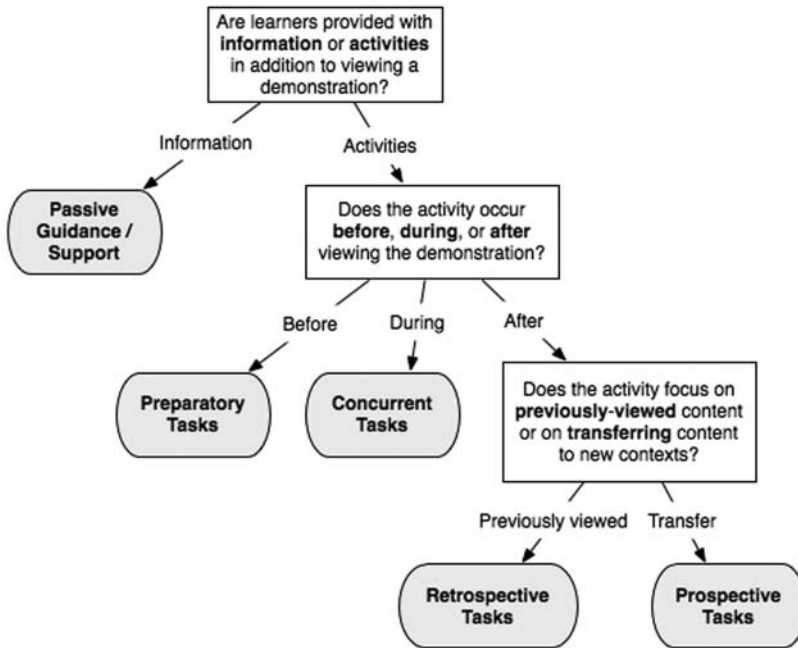 Are learners provided with
information or activities
in addition to viewing a
demonstration?
Information
Activities
Passive
Guidance /
Support
Does the activity occur
before, during, or after
viewing the demonstration?
Before
During
After
Preparatory
Tasks
Concurrent
Tasks
Does the activity focus on
previously-viewed content
or on transferring content
to new contexts?
Previously viewed
Transfer
Retrospective
Tasks
Prospective
Tasks